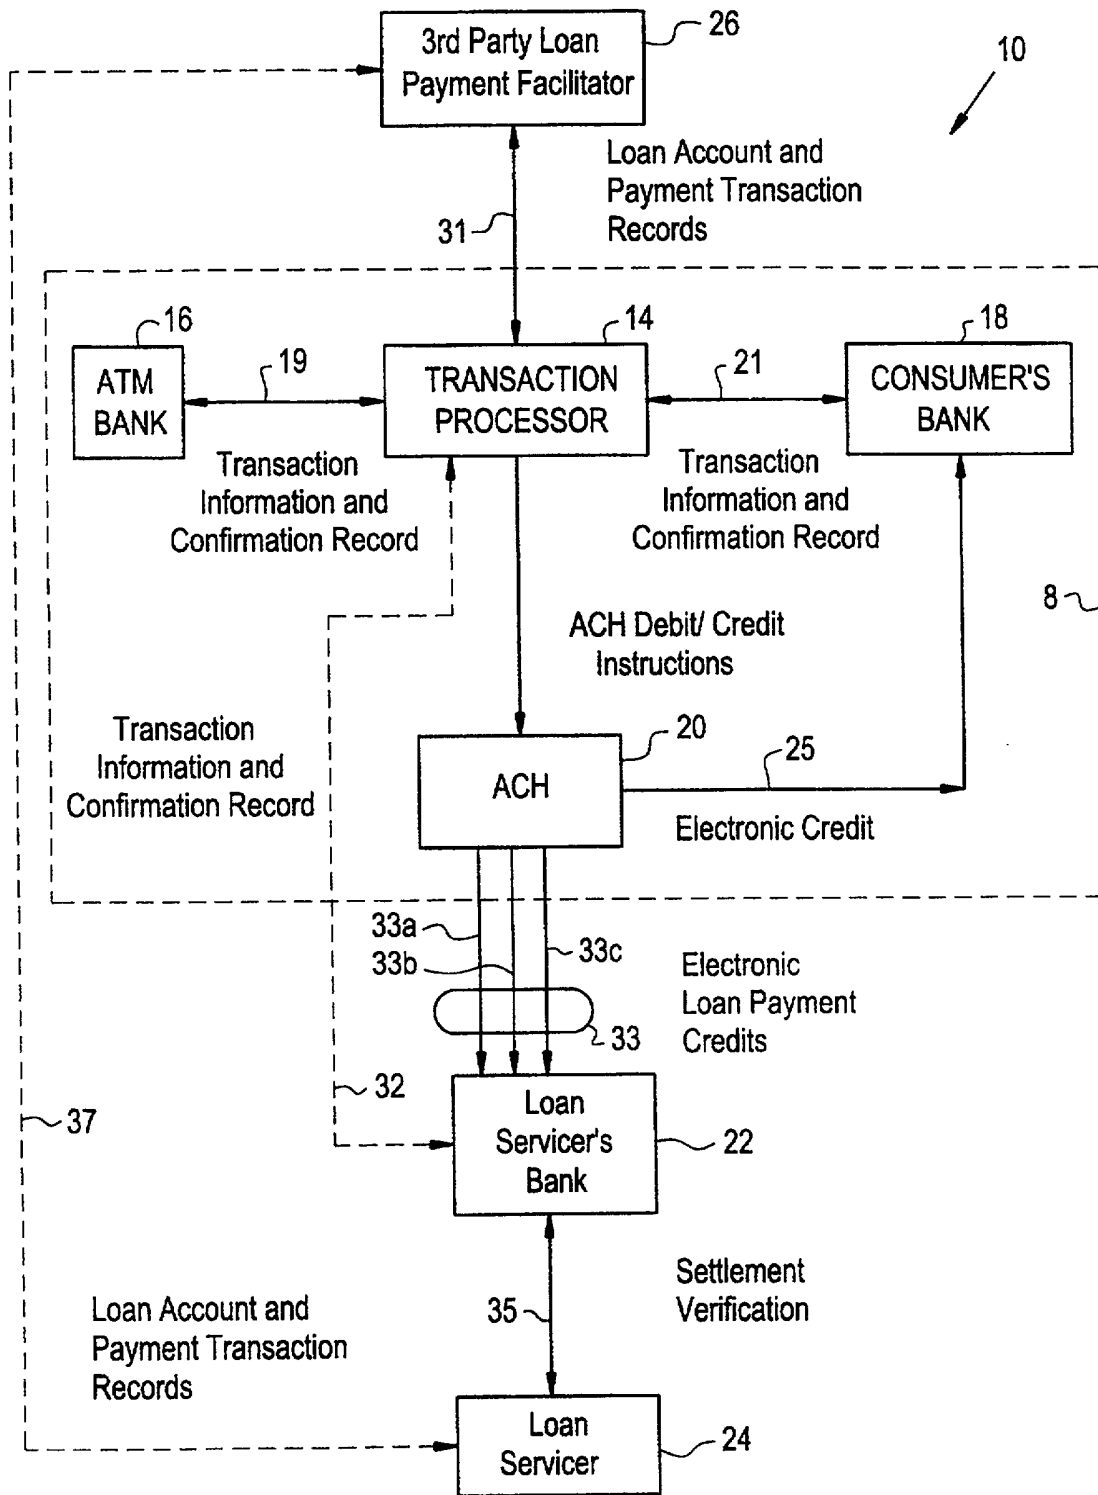 3rd Party Loan
Payment Facilitator
26
10
Loan Account and
Payment Transaction
Records
31
16
14
18
ATM
BANK
19
TRANSACTION
PROCESSOR
21
CONSUMER'S
BANK
Transaction
Information and
Confirmation Record
Transaction
Information and
Confirmation Record
8
ACH Debit/ Credit
Instructions
Transaction
Information and
Confirmation Record
20
ACH
25
Electronic Credit
33a
33b
33c
33
Electronic
Loan Payment
Credits
32
37
Loan
Servicer's
Bank
22
Settlement
Verification
35
Loan Account and
Payment Transaction
Records
Loan
Servicer
24